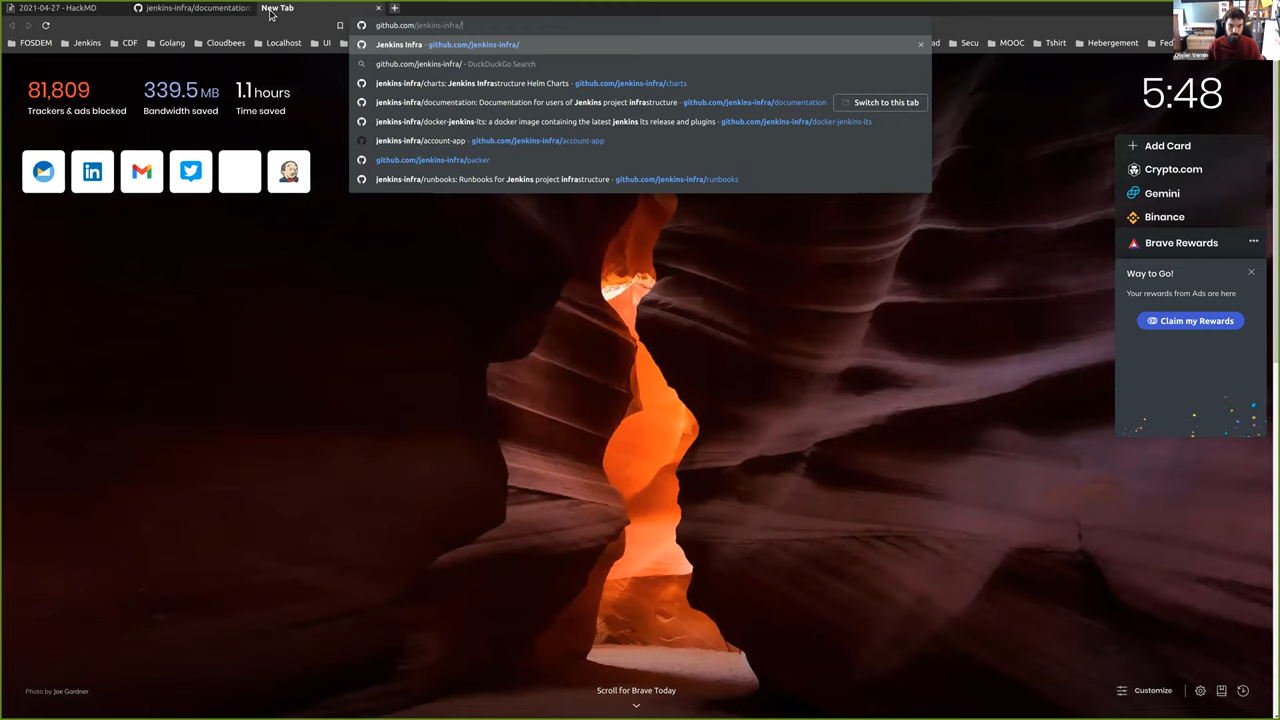 2021-04-27 - HackMD
jenkins-infra/documentation:
New Tab
github.com/jenkins-infra/
FOSDEM
Jenkins
CDF
Golang
Cloudbees
Localhost
UI
ad
Secu
MOOC
Tshirt
Hebergement
Jenkins Infra - github.com/jenkins-infra/
github.com/jenkins-infra/ - DuckDuckGo Search
jenkins-infra/charts: Jenkins Infrastructure Helm Charts - github.com/jenkins-infra/charts
jenkins-infra/documentation: Documentation for users of Jenkins project infrastructure - github.com/jenkins-infra/documentation
Switch to this tab
jenkins-infra/docker-jenkins-lts: a docker image containing the latest jenkins lts release and plugins - github.com/jenkins-infra/docker-jenkins-lts
jenkins-infra/account-app - github.com/jenkins-infra/account-app
github.com/jenkins-infra/packer
jenkins-infra/runbooks: Runbooks for Jenkins project infrastructure - github.com/jenkins-infra/runbooks
81,809
Trackers & ads blocked
339.5 MB
Bandwidth saved
1.1 hours
Time saved
5:48
Add Card
Crypto.com
Gemini
Binance
Brave Rewards
Way to Go!
Your rewards from Ads are here
Claim my Rewards
Photo by Joe Gardner
Scroll for Brave Today
Customize